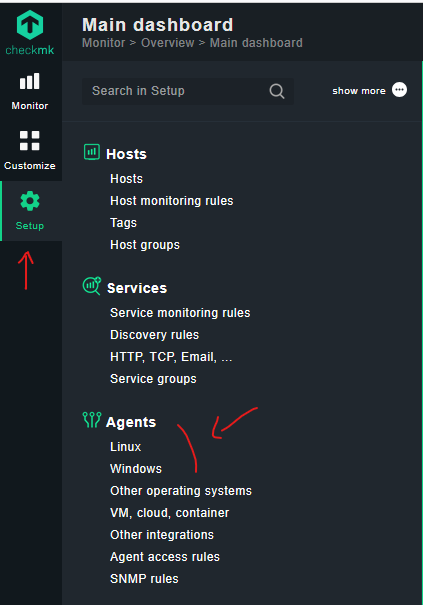 checkmk
Main dashboard
Monitor > Overview > Main dashboard
Monitor
Customize
Setup
Search in Setup
show more
Hosts
Hosts
Host monitoring rules
Tags
Host groups
Services
Service monitoring rules
Discovery rules
HTTP, TCP, Email, ...
Service groups
Agents
Linux
Windows
Other operating systems
VM, cloud, container
Other integrations
Agent access rules
SNMP rules